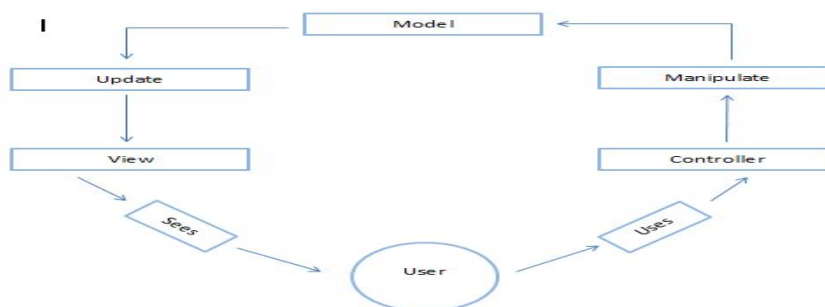 I
Model
Update
Manipulate
View
Controller
Sees
Uses
User